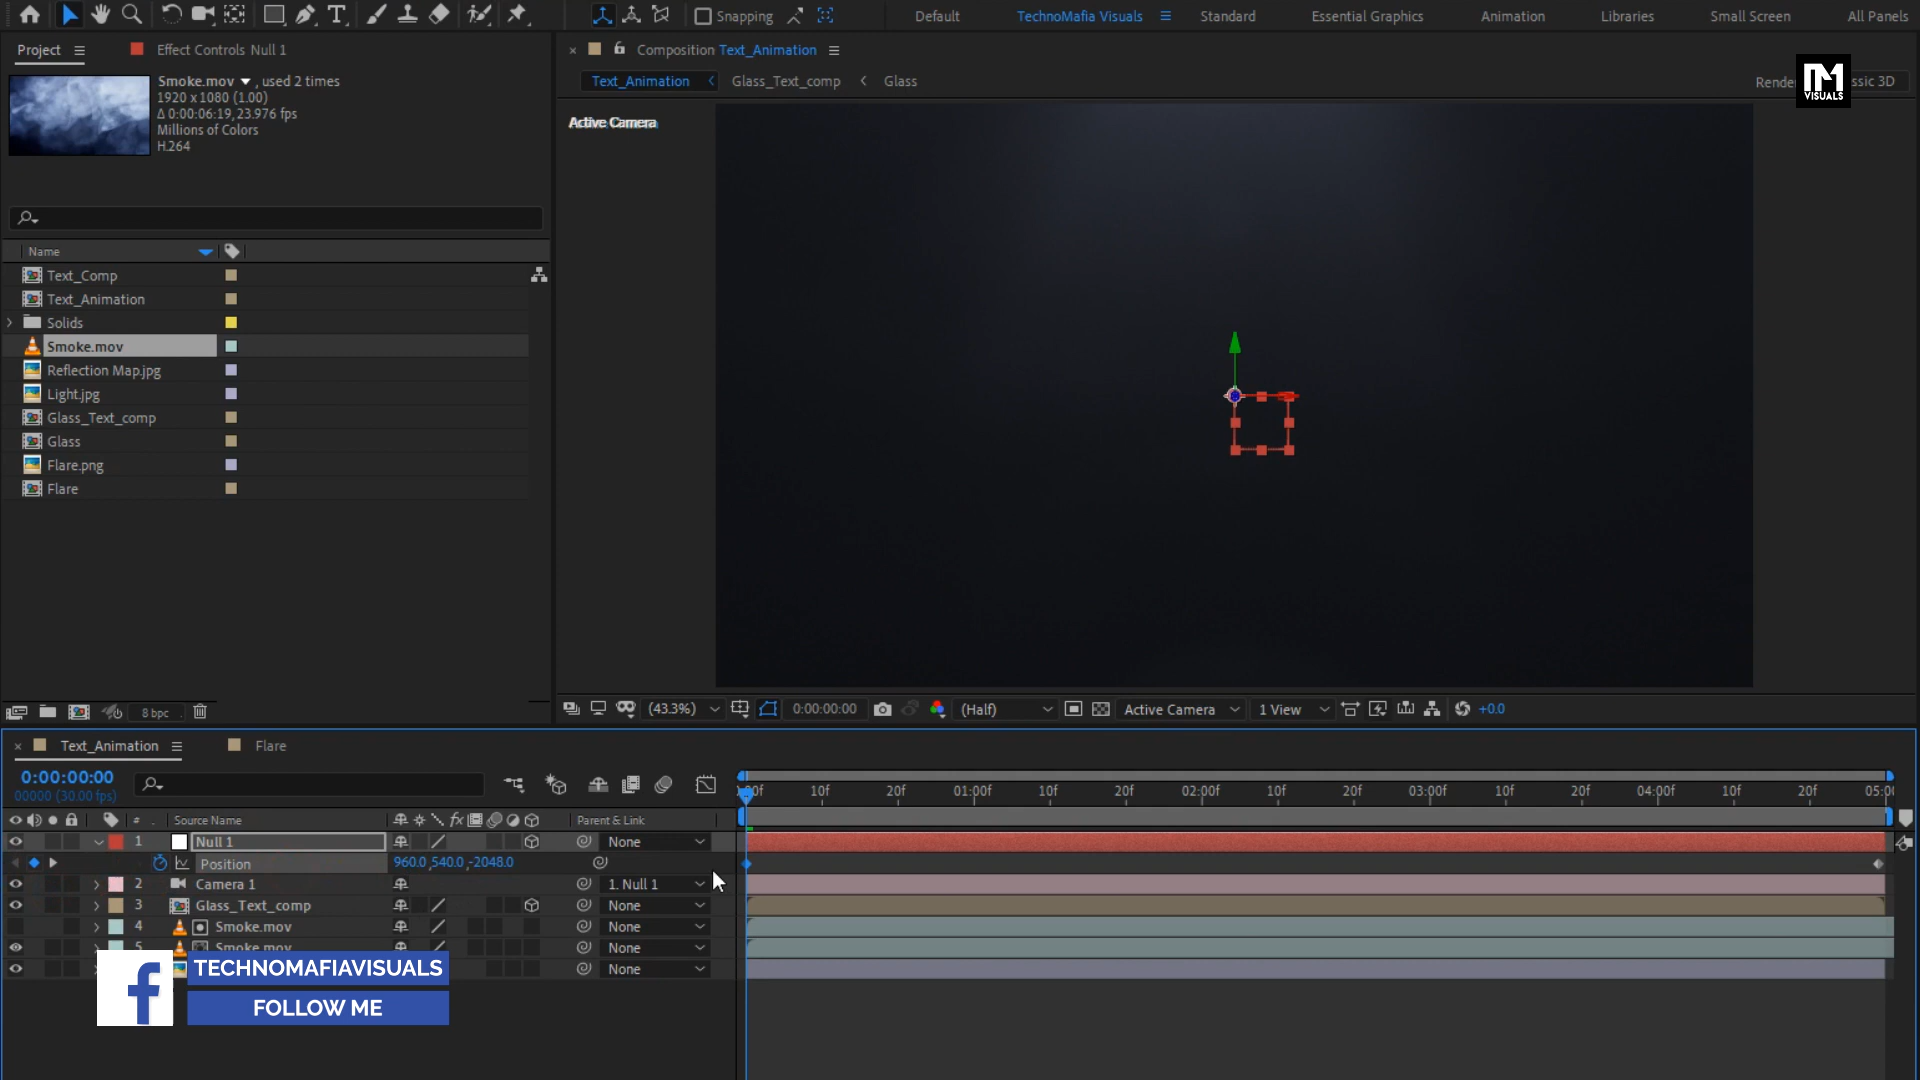 Snapping
Default
TechnoMafia Visuals
Standard
Essential Graphics
Animation
Libraries
Small Screen
All Panels
Project
Effect Controls Null 1
Composition Text_Animation
Smoke.mov , used 2 times
1920 x 1080 (1.00)
Δ 0:00:06:19, 23.976 fps
Millions of Colors
H.264
Text_Animation
Glass_Text_comp
Glass
VISUALS
Active Camera
Name
Text_Comp
Text_Animation
Solids
Smoke.mov
Reflection Map.jpg
Light.jpg
Glass_Text_comp
Glass
Flare.png
Flare
8 bpc
(43.3%)
0:00:00:00
(Half)
Active Camera
1 View
+0.0
Text_Animation
Flare
0:00:00:00
00000 (30.00 fps)
10f 20f 01:00f 10f 20f 02:00f 10f 20f 03:00f 10f 20f 04:00f 10f 20f
# Source Name
Parent & Link
1 Null 1 None
Position 960.0,540.0,-2048.0
2 Camera 1 1. Null 1
3 Glass_Text_comp None
4 Smoke.mov None
5 Smoke.mov None
None
TECHNOMAFIAVISUALS
FOLLOW ME